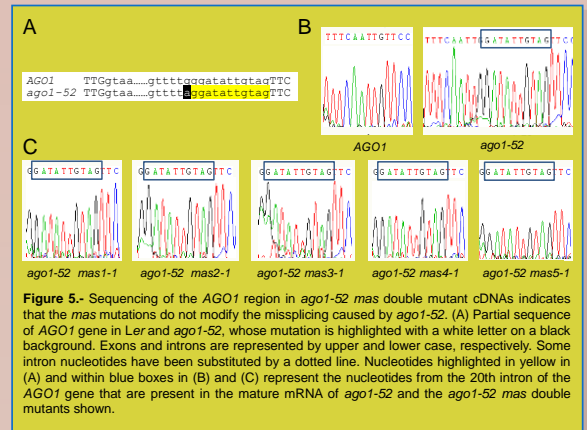 A
AGO1 TTGgtaa……gttttgggatattgtagTTC
ago1-52 TTGgtaa……gttttaggatattgtagTTC
B
TTTCAATTGTTCC
TTTCAATTGGATATTGTAGTTCC
AGO1
ago1-52
C
GGATATTGTAGTTC
GGATATTGTAGTTC
GGATATTGTAGTTC
GGATATTGTAGTTC
GGATATTGTAGTTC
ago1-52 mas1-1
ago1-52 mas2-1
ago1-52 mas3-1
ago1-52 mas4-1
ago1-52 mas5-1
Figure 5.- Sequencing of the AGO1 region in ago1-52 mas double mutant cDNAs indicates
that the mas mutations do not modify the missplicing caused by ago1-52. (A) Partial sequence
of AGO1 gene in Ler and ago1-52, whose mutation is highlighted with a white letter on a black
background. Exons and introns are represented by upper and lower case, respectively. Some
intron nucleotides have been substituted by a dotted line. Nucleotides highlighted in yellow in
(A) and within blue boxes in (B) and (C) represent the nucleotides from the 20th intron of the
AGO1 gene that are present in the mature mRNA of ago1-52 and the ago1-52 mas double
mutants shown.